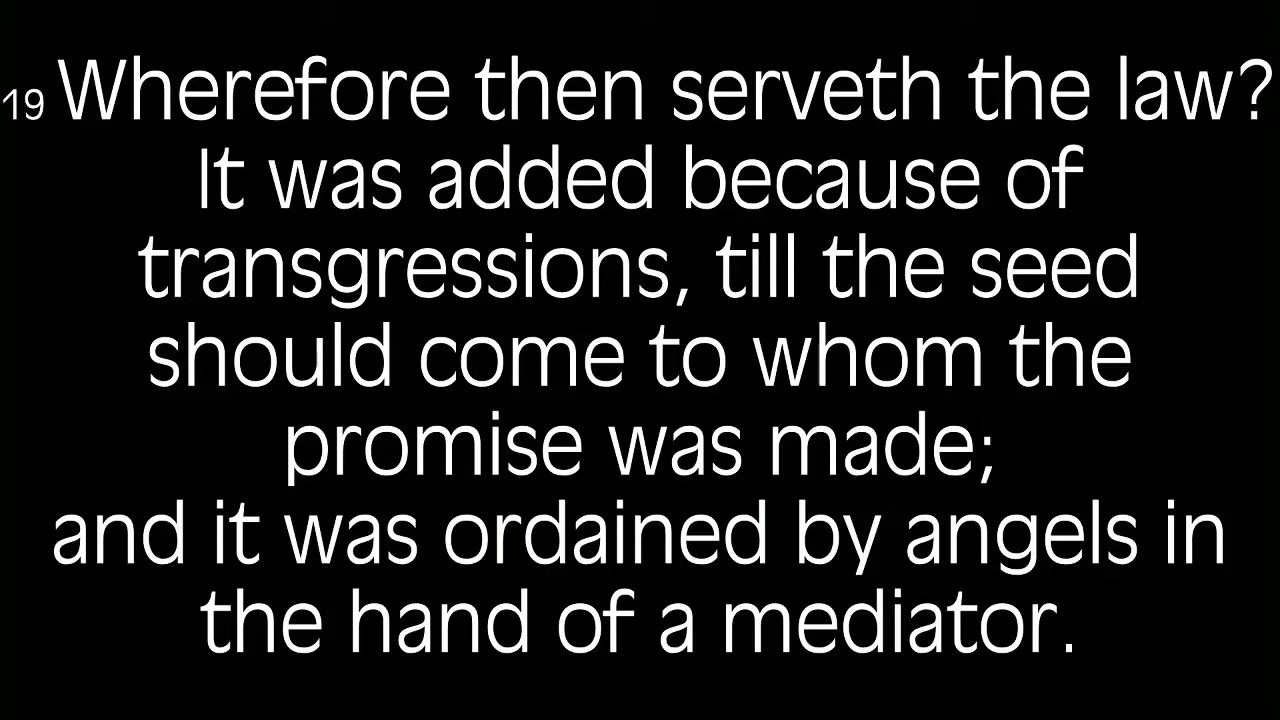 19 Wherefore then serveth the law?
It was added because of
transgressions, till the seed
should come to whom the
promise was made;
and it was ordained by angels in
the hand of a mediator.